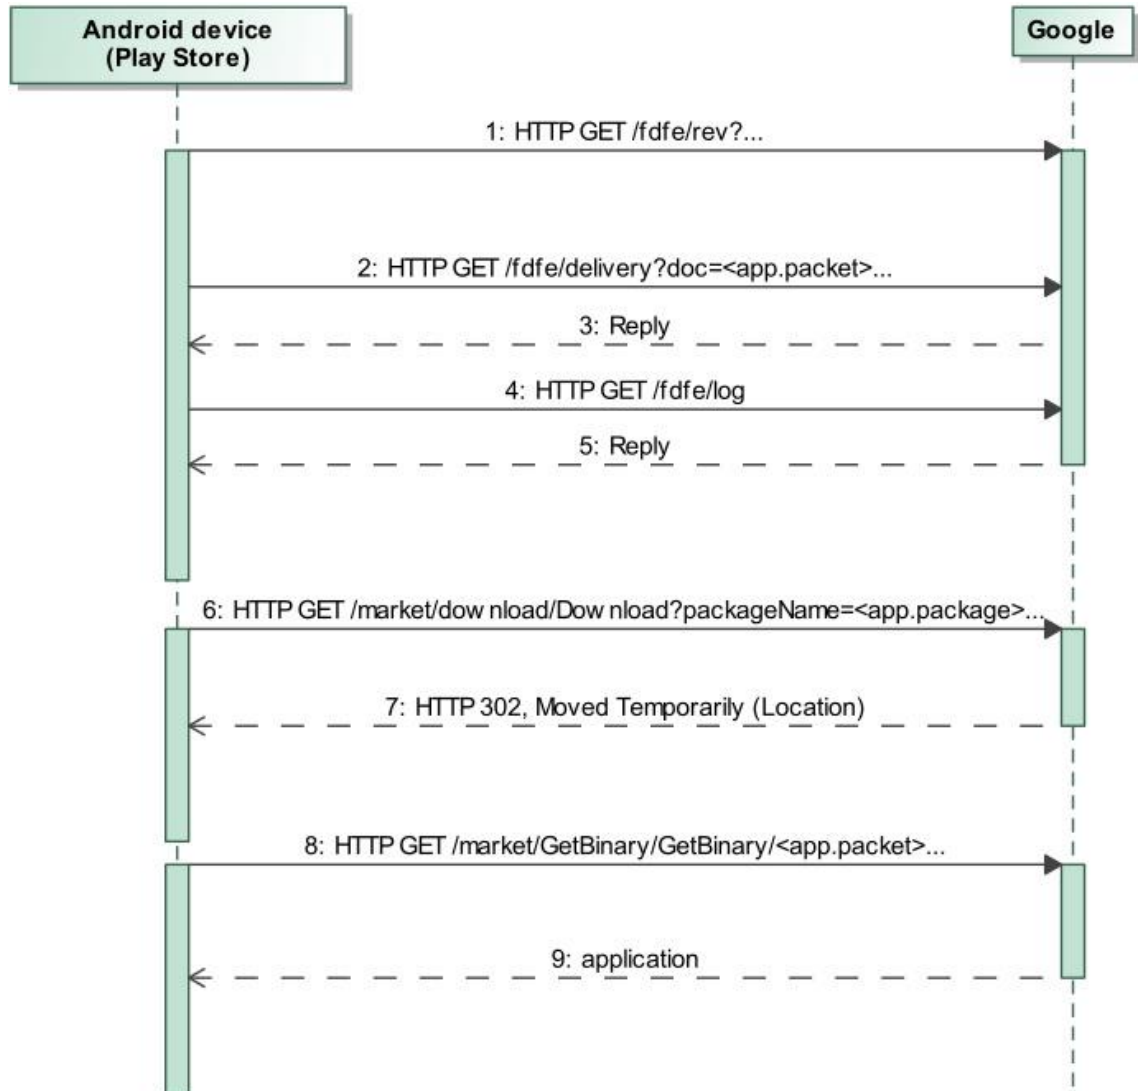 Android device
(Play Store)
Google
1: HTTP GET /fdfe/rev?...
2: HTTP GET /fdfe/delivery?doc=<app.packet>...
3: Reply
4: HTTP GET /fdfe/log
5: Reply
6: HTTP GET /market/dow nload/Dow nload?packageName=<app.package>...
7: HTTP 302, Moved Temporarily (Location)
8: HTTP GET /market/GetBinary/GetBinary/<app.packet>...
9: application